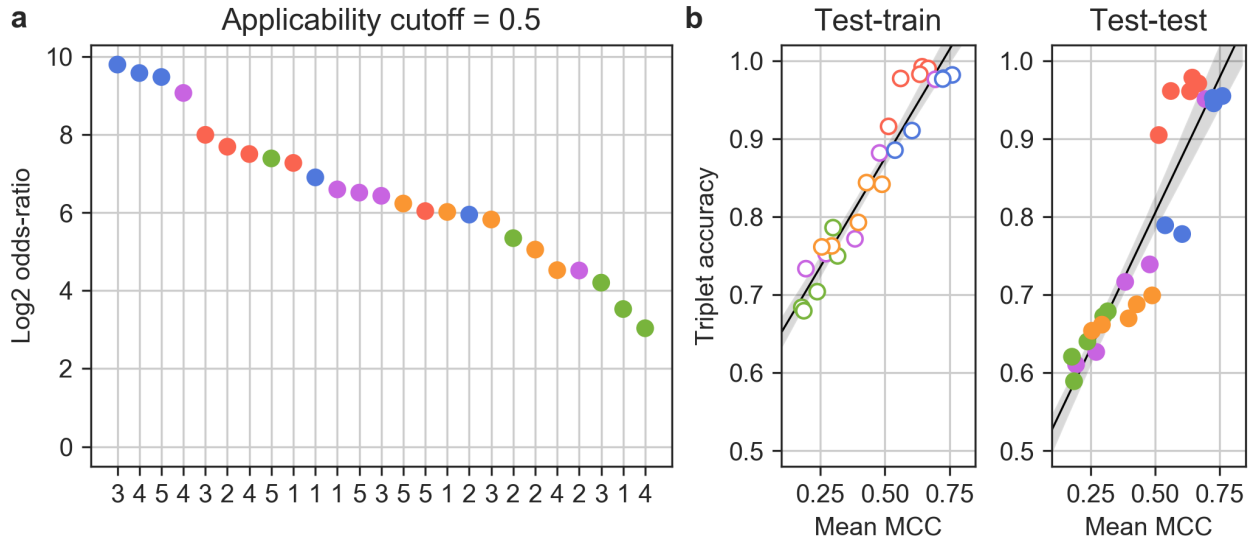 a
Applicability cutoff = 0.5
Log2 odds-ratio
10
8
6
4
2
0
3 4 5 4 3 2 4 5 1 1 1 5 3 5 5 1 2 3 2 2 4 2 3 1 4
b
Test-train
Test-test
Triplet accuracy
1.0
0.9
0.8
0.7
0.6
0.5
0.25 0.50 0.75
Mean MCC
1.0
0.9
0.8
0.7
0.6
0.5
0.25 0.50 0.75
Mean MCC